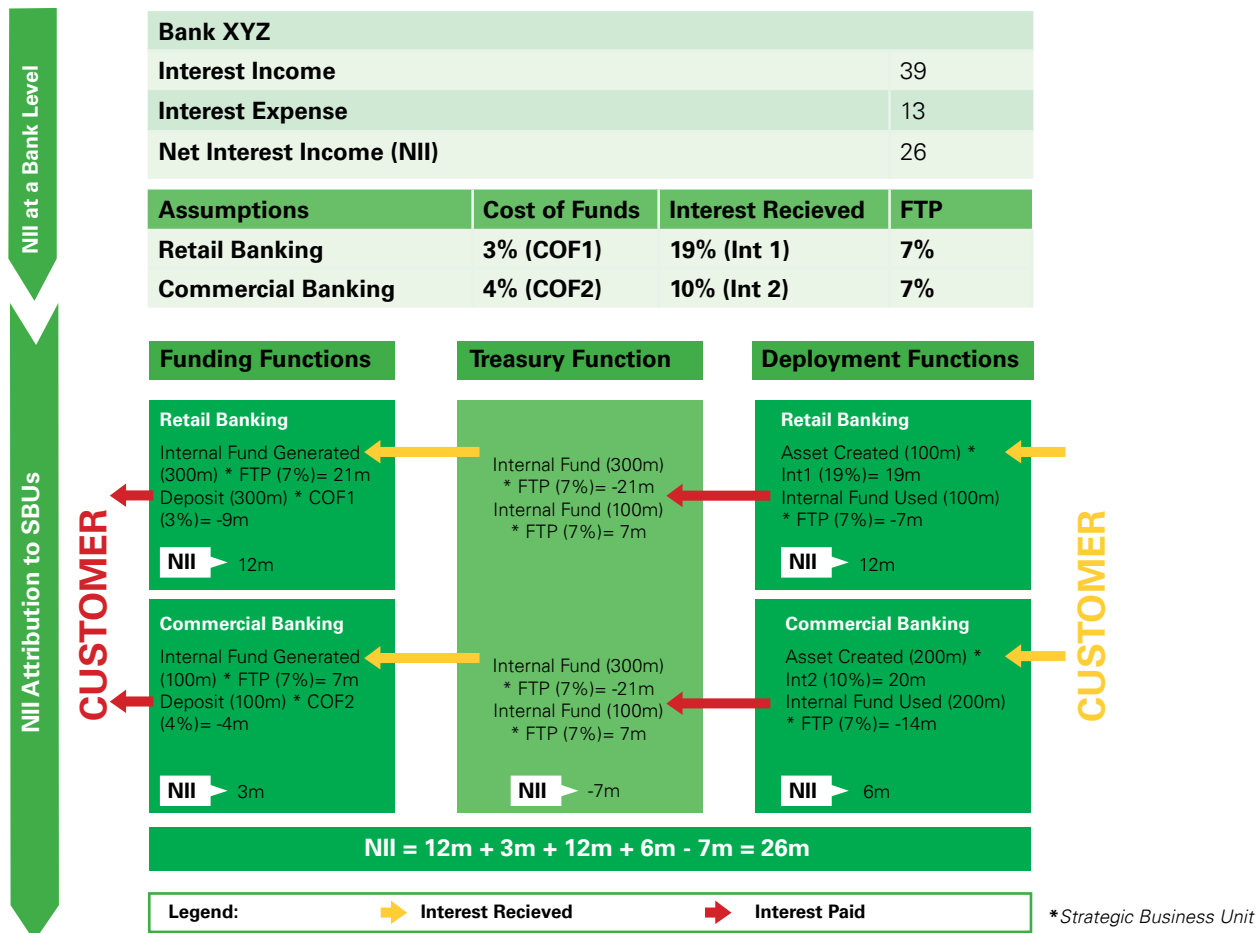 NII at a Bank Level
Bank XYZ
Interest Income 39
Interest Expense 13
Net Interest Income (NII) 26
Assumptions Cost of Funds Interest Recieved FTP
Retail Banking 3% (COF1) 19% (Int 1) 7%
Commercial Banking 4% (COF2) 10% (Int 2) 7%
NII Attribution to SBUs
CUSTOMER
Funding Functions
Retail Banking
Internal Fund Generated
(300m) * FTP (7%)= 21m
Deposit (300m) * COF1
(3%)= -9m
NII 12m
Commercial Banking
Internal Fund Generated
(100m) * FTP (7%)= 7m
Deposit (100m) * COF2
(4%)= -4m
NII 3m
Treasury Function
Internal Fund (300m)
* FTP (7%)= -21m
Internal Fund (100m)
* FTP (7%)= 7m
Internal Fund (300m)
* FTP (7%)= -21m
Internal Fund (100m)
* FTP (7%)= 7m
NII -7m
Deployment Functions
Retail Banking
Asset Created (100m) *
Int1 (19%)= 19m
Internal Fund Used (100m)
* FTP (7%)= -7m
NII 12m
Commercial Banking
Asset Created (200m) *
Int2 (10%)= 20m
Internal Fund Used (200m)
* FTP (7%)= -14m
NII 6m
CUSTOMER
NII = 12m + 3m + 12m + 6m - 7m = 26m
Legend: Interest Recieved Interest Paid
*Strategic Business Unit